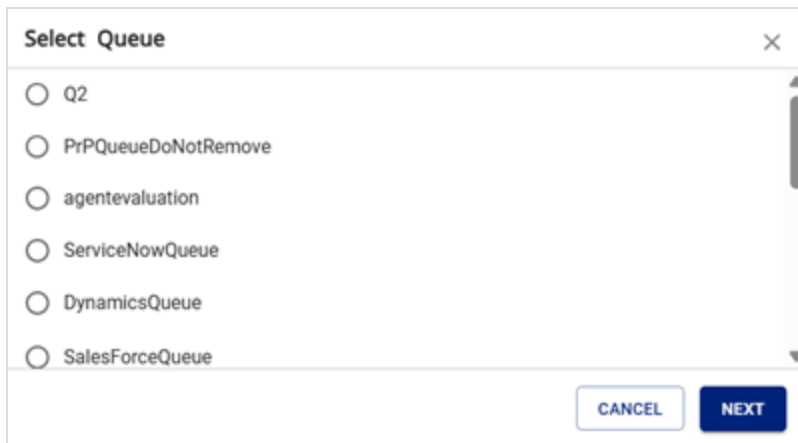 Select Queue
Q2
PrPQueueDoNotRemove
agentevaluation
ServiceNowQueue
DynamicsQueue
SalesForceQueue
CANCEL NEXT